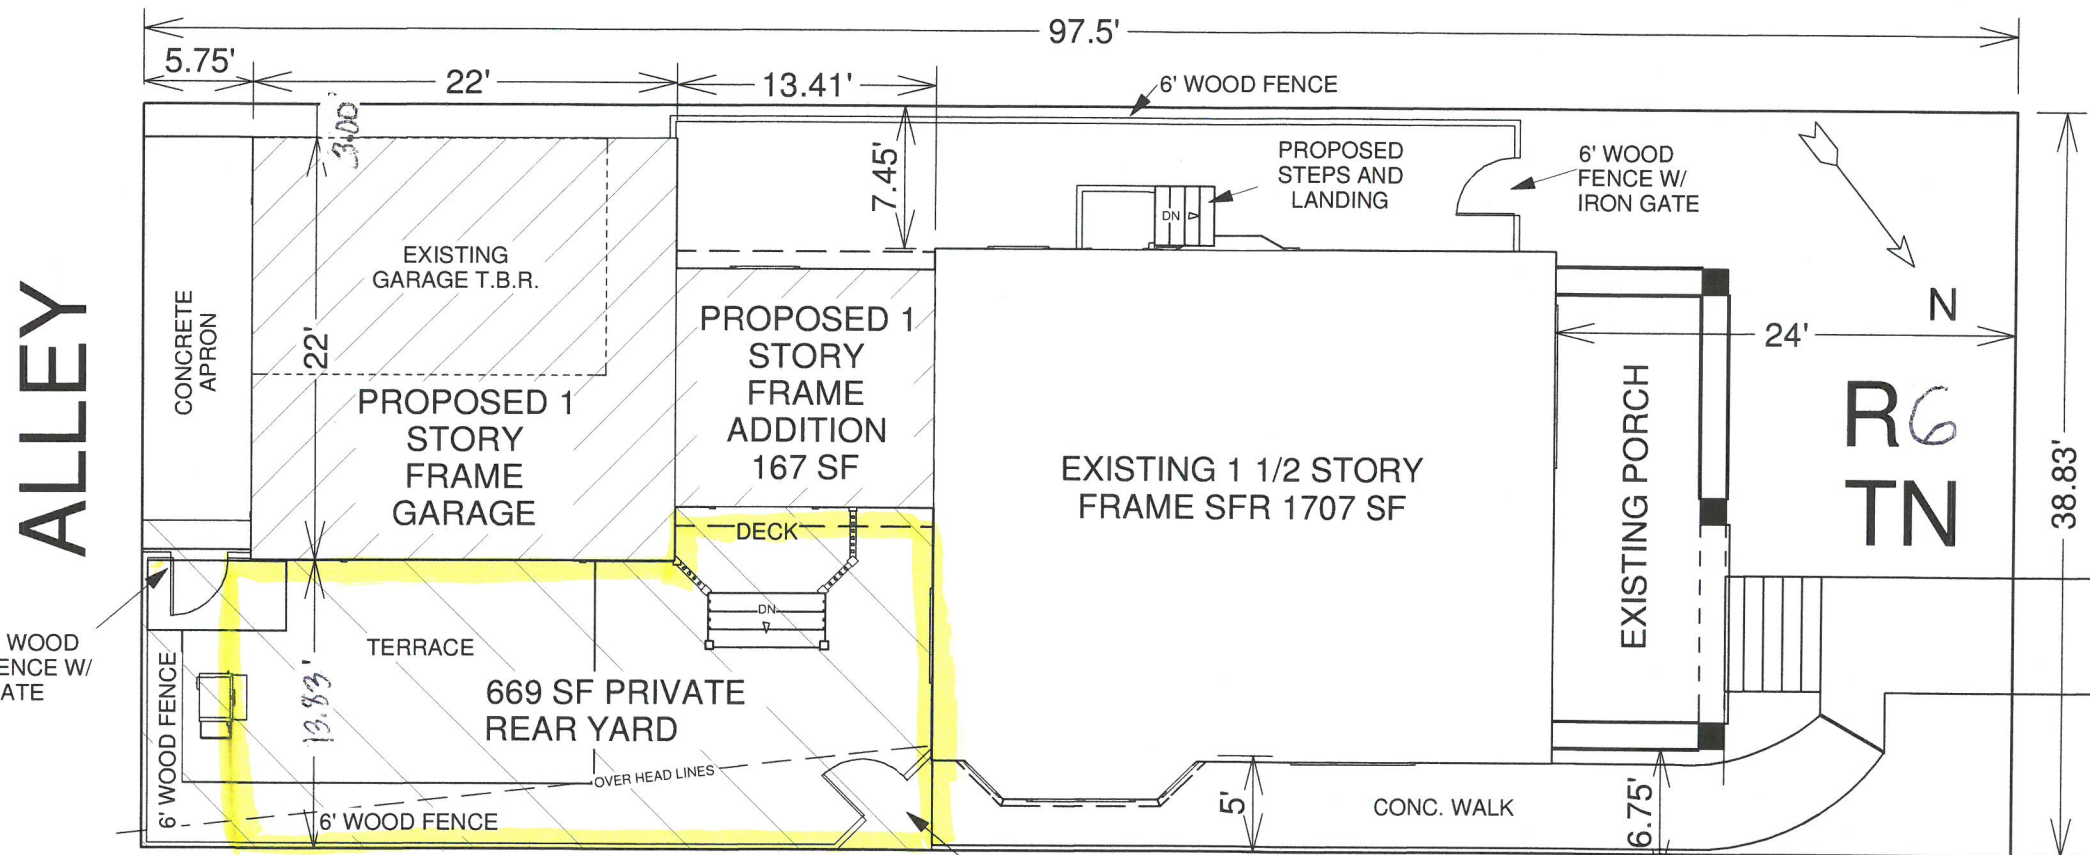 97.5'
5.75'
22'
13.41'
6' WOOD FENCE
3.00'
7.45'
PROPOSED
STEPS AND
LANDING
DN
6' WOOD
FENCE W/
IRON GATE
N
ALLEY
CONCRETE
APRON
EXISTING
GARAGE T.B.R.
22'
PROPOSED 1
STORY
FRAME
GARAGE
PROPOSED 1
STORY
FRAME
ADDITION
167 SF
EXISTING 1 1/2 STORY
FRAME SFR 1707 SF
EXISTING PORCH
24'
R6
TN
38.83'
DECK
DN
WOOD
ENCE W/
ATE
6' WOOD FENCE
TERRACE
13.83'
669 SF PRIVATE
REAR YARD
OVER HEAD LINES
6' WOOD FENCE
5'
CONC. WALK
6.75'